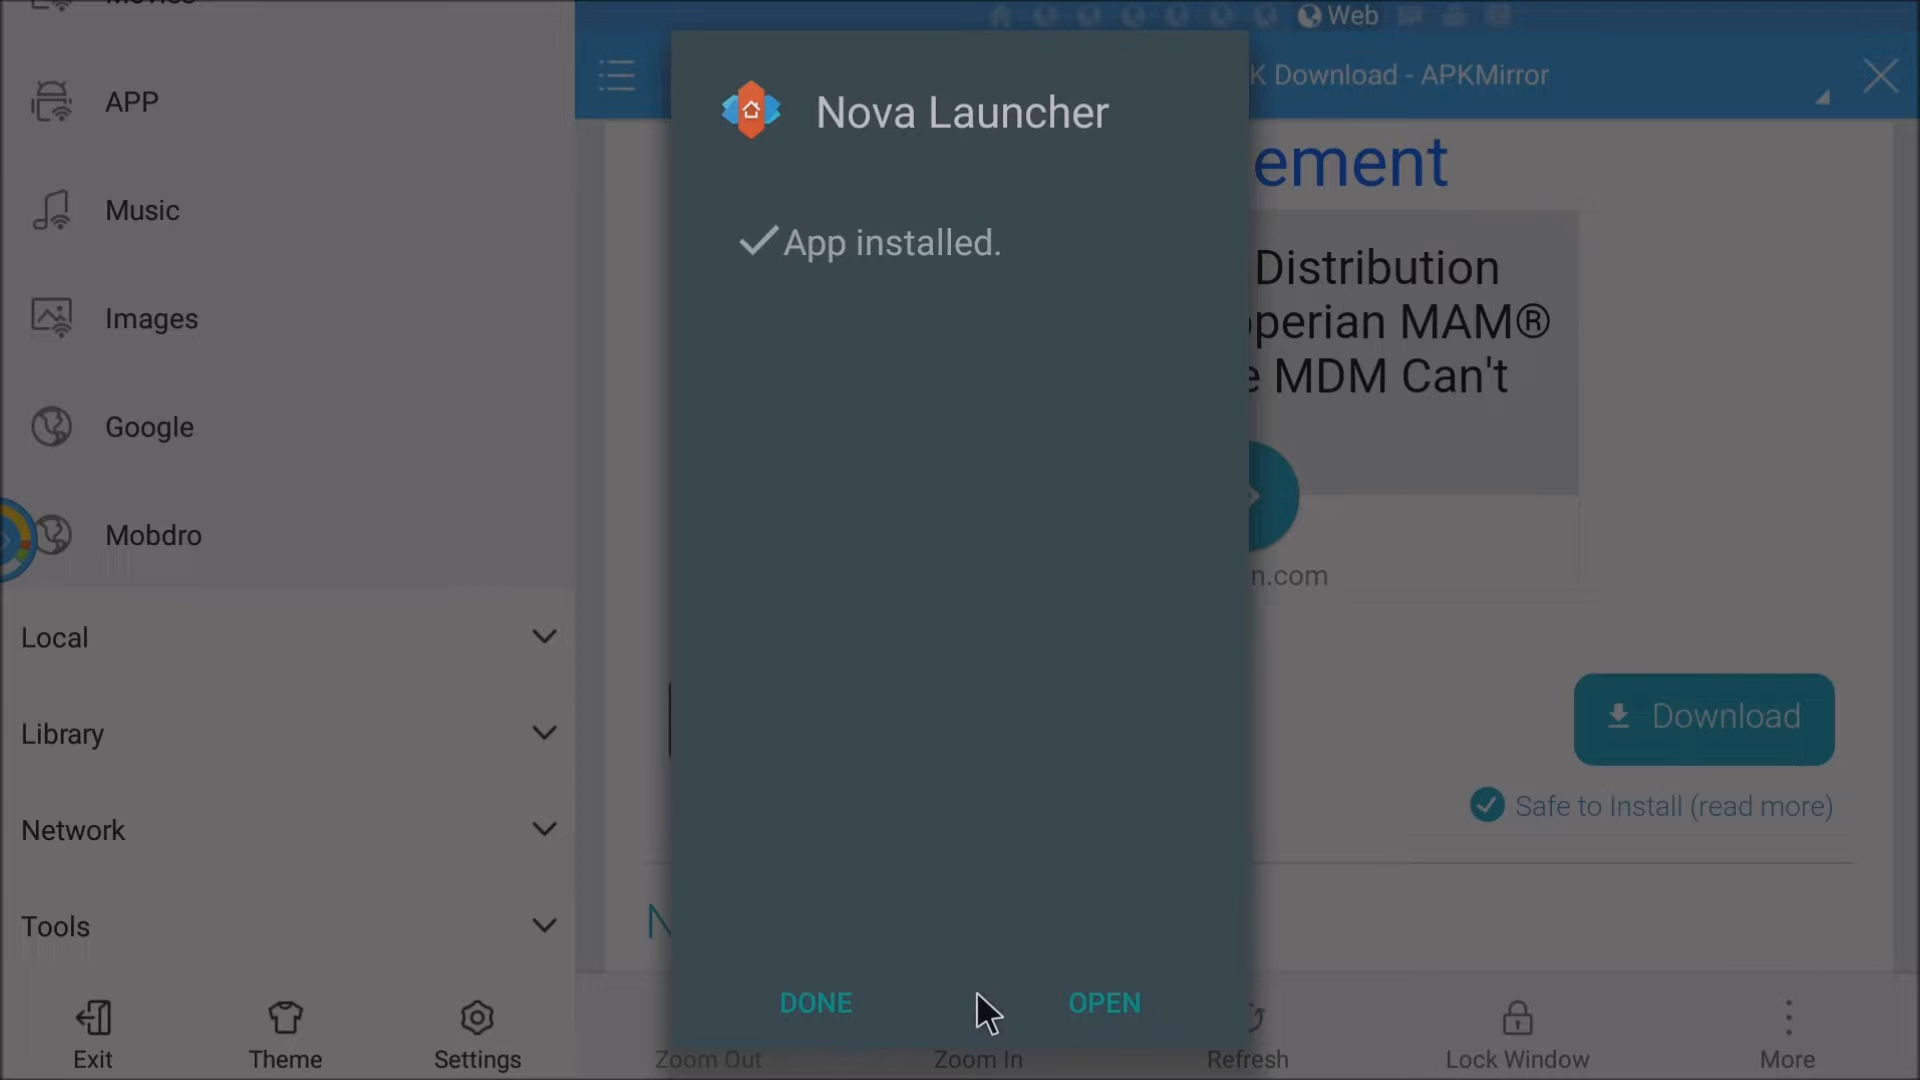 Movies
APP
Music
Images
Google
Mobdro
Local
Library
Network
Tools
Exit
Theme
Settings
Web
K Download - APKMirror
Nova Launcher
App installed.
DONE
OPEN
ement
Distribution
perian MAM®
e MDM Can't
n.com
Download
Safe to Install (read more)
N
Zoom Out
Zoom In
Refresh
Lock Window
More